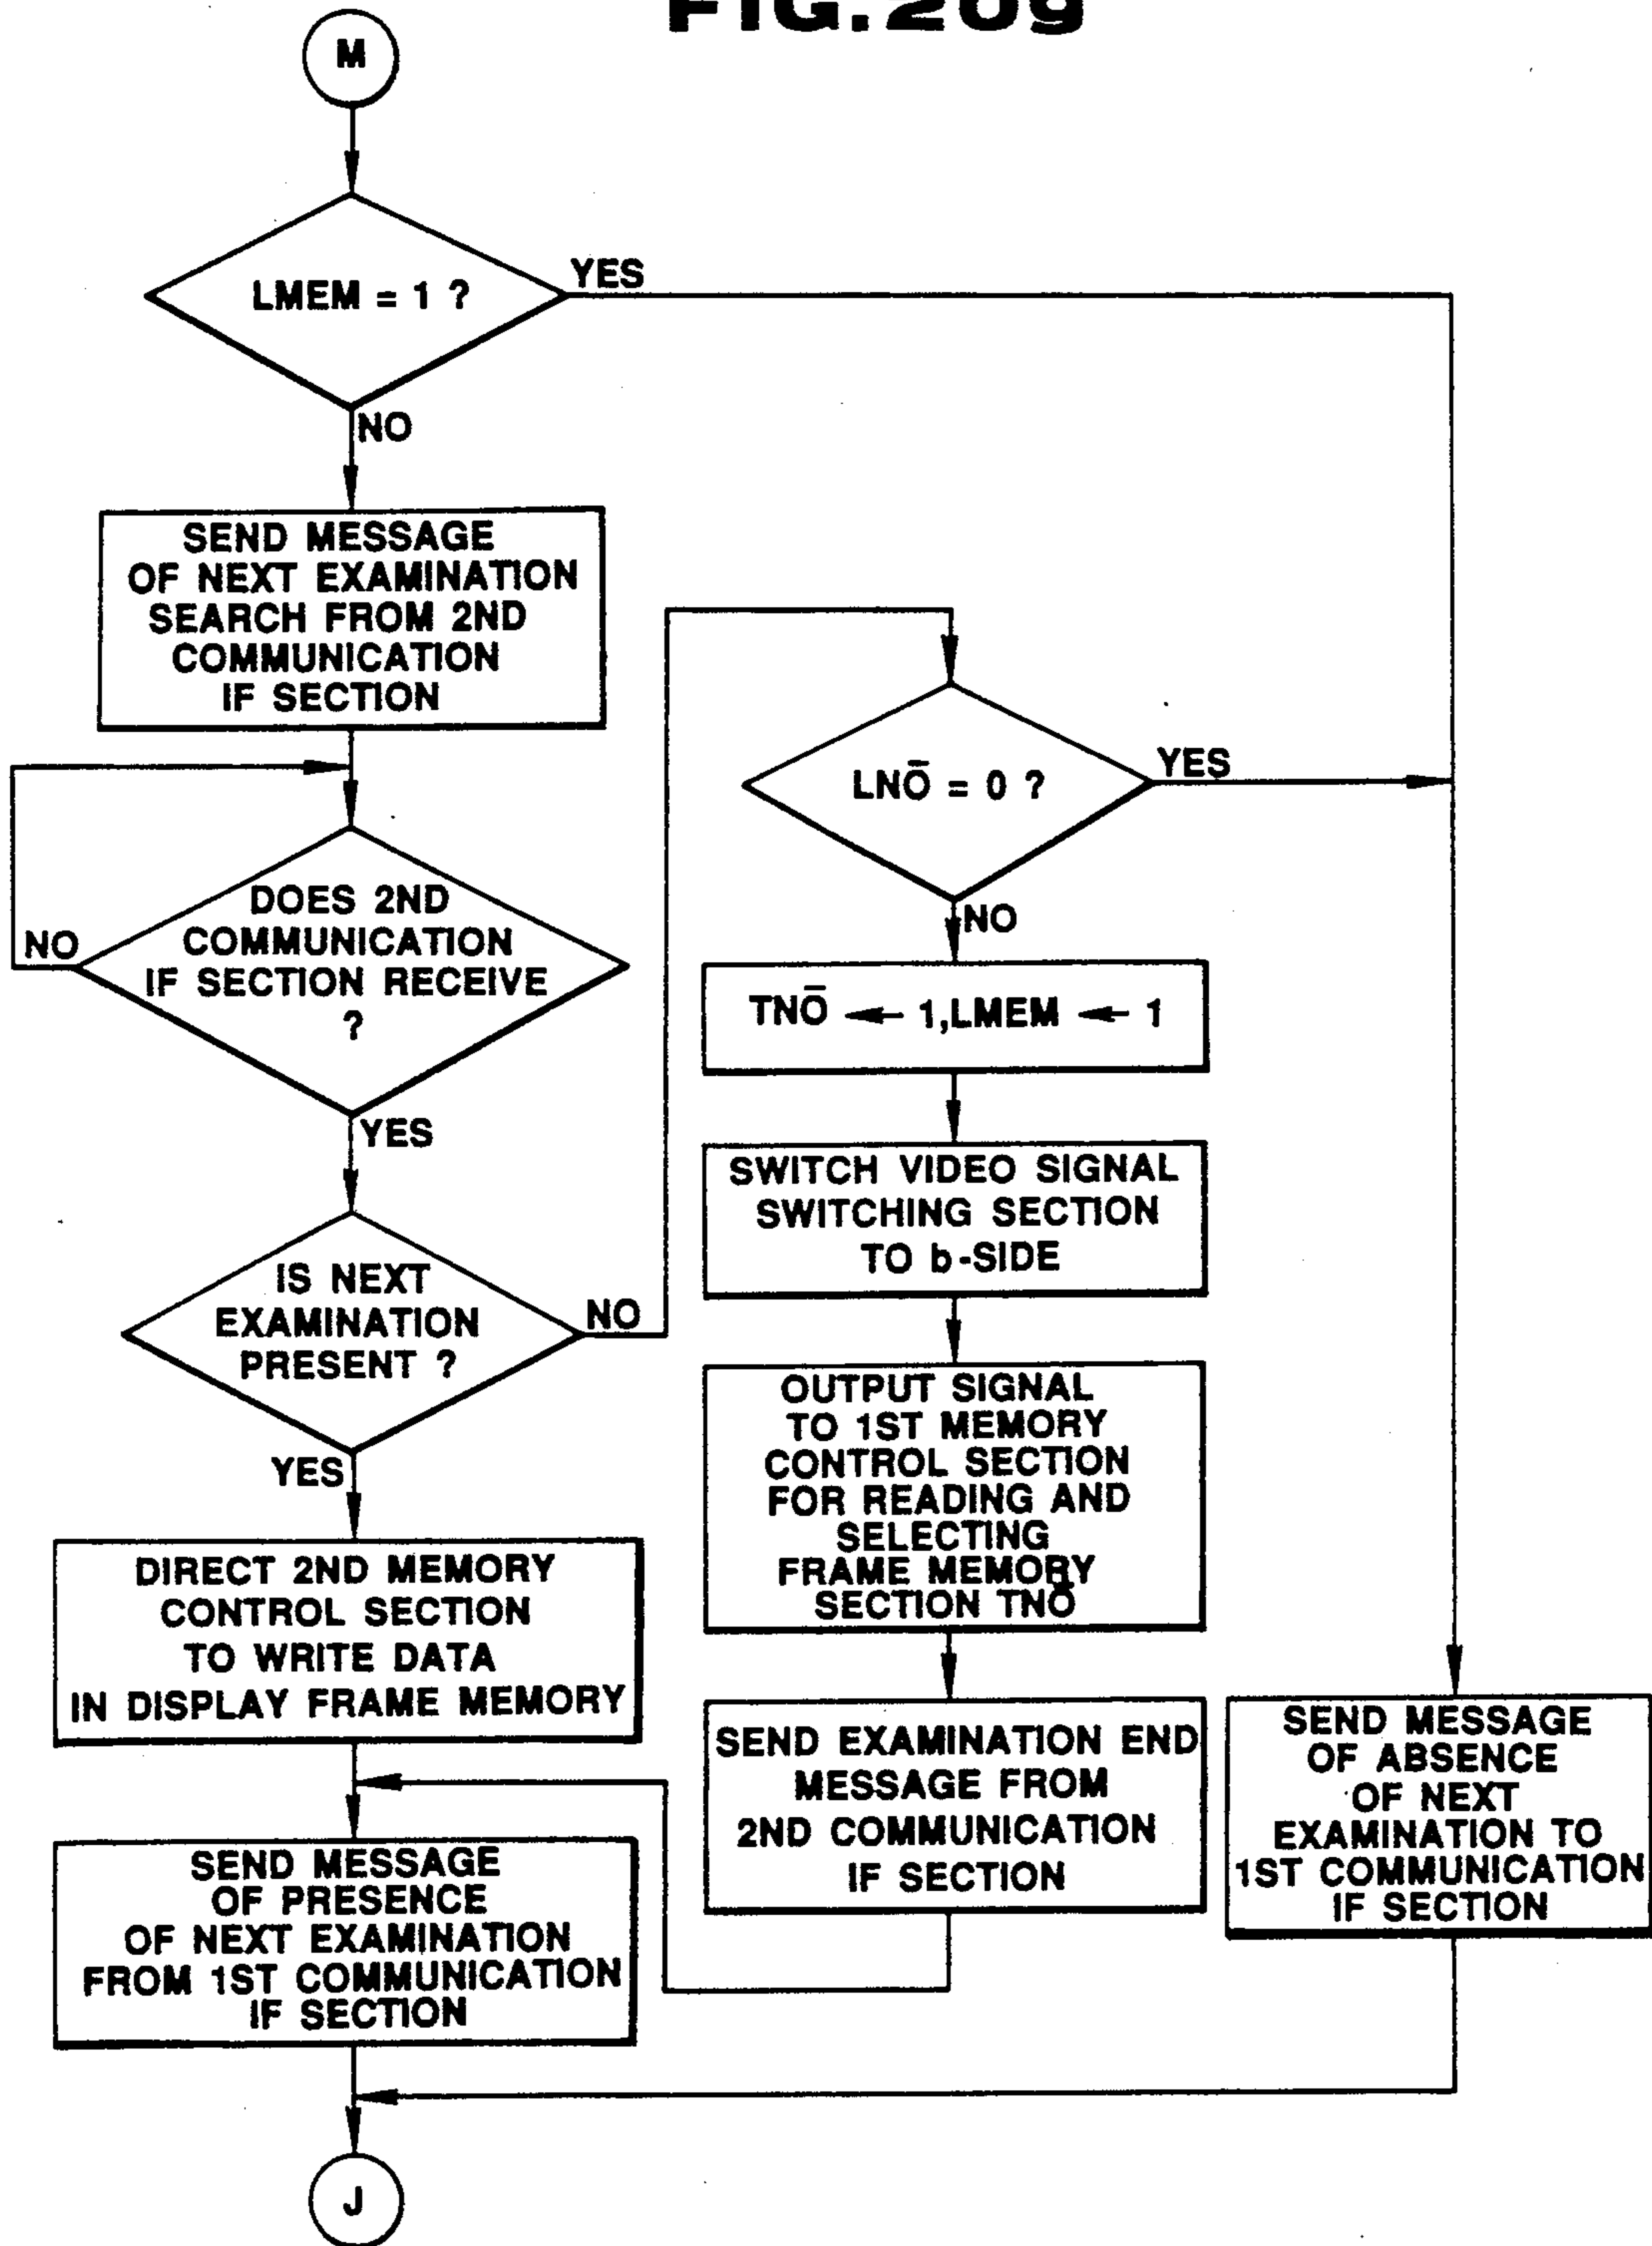 FIG.20g
M
LMEM = 1 ?
YES
NO
SEND MESSAGE
OF NEXT EXAMINATION
SEARCH FROM 2ND
COMMUNICATION
IF SECTION
DOES 2ND
COMMUNICATION
IF SECTION RECEIVE
?
NO
YES
IS NEXT
EXAMINATION
PRESENT ?
NO
YES
DIRECT 2ND MEMORY
CONTROL SECTION
TO WRITE DATA
IN DISPLAY FRAME MEMORY
SEND MESSAGE
OF PRESENCE
OF NEXT EXAMINATION
FROM 1ST COMMUNICATION
IF SECTION
J
LNŌ = 0 ?
YES
NO
TNŌ ← 1,LMEM ← 1
SWITCH VIDEO SIGNAL
SWITCHING SECTION
TO b-SIDE
OUTPUT SIGNAL
TO 1ST MEMORY
CONTROL SECTION
FOR READING AND
SELECTING
FRAME MEMORY
SECTION TNŌ
SEND EXAMINATION END
MESSAGE FROM
2ND COMMUNICATION
IF SECTION
SEND MESSAGE
OF ABSENCE
OF NEXT
EXAMINATION TO
1ST COMMUNICATION
IF SECTION